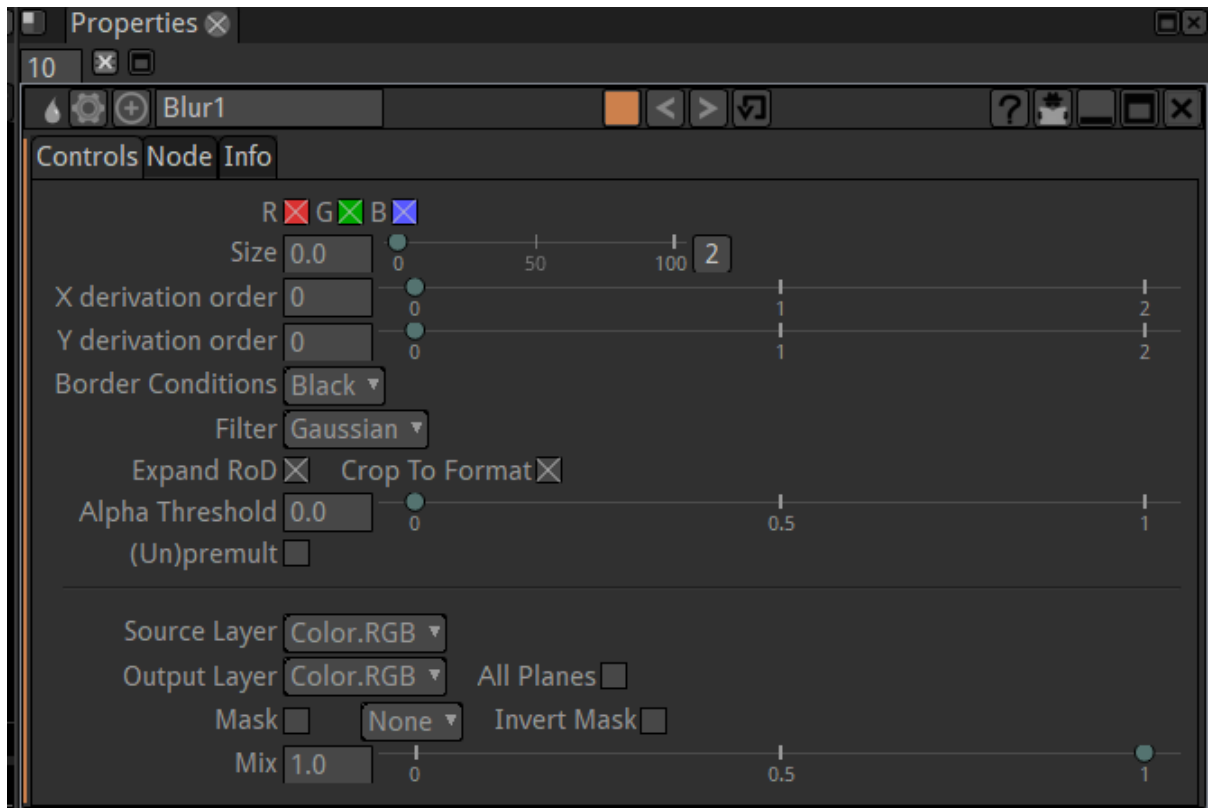 Properties
10
Blur1 < > ?
Controls Node Info
R G B
Size 0.0 0 50 100 2
X derivation order 0 0 1 2
Y derivation order 0 0 1 2
Border Conditions Black
Filter Gaussian
Expand RoD Crop To Format
Alpha Threshold 0.0 0 0.5 1
(Un)premult
Source Layer Color.RGB
Output Layer Color.RGB All Planes
Mask None Invert Mask
Mix 1.0 0 0.5 1